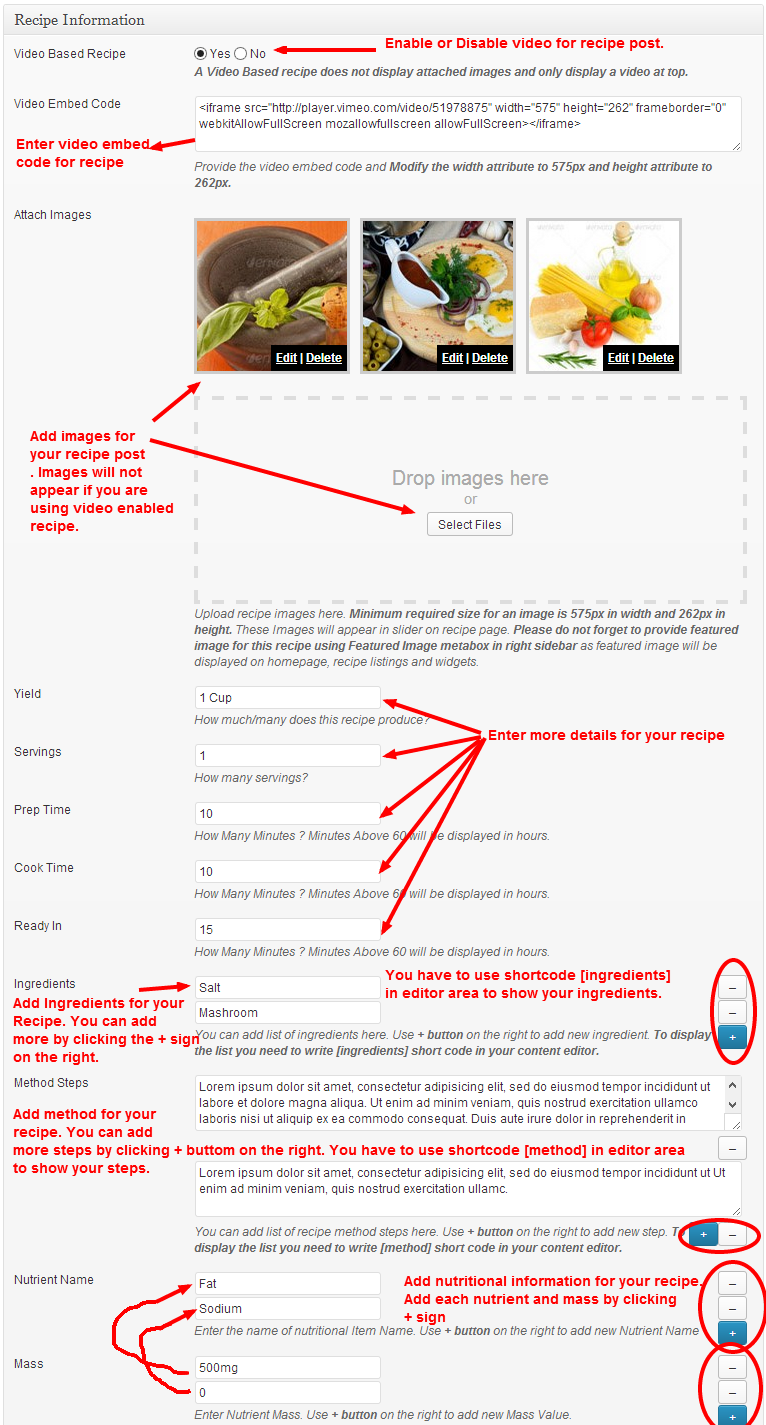 Recipe Information
Video Based Recipe
Yes No
Enable or Disable video for recipe post.
A Video Based recipe does not display attached images and only display a video at top.
Video Embed Code
<iframe src="http://player.vimeo.com/video/51978875" width="575" height="262" frameborder="0"
webkitAllowFullScreen mozallowfullscreen allowFullScreen></iframe>
Enter video embed
code for recipe
Provide the video embed code and Modify the width attribute to 575px and height attribute to
262px.
Attach Images
Edit | Delete
Edit | Delete
Edit | Delete
Add images for
your recipe post
. Images will not
appear if you are
using video enabled
recipe.
Drop images here
or
Select Files
Upload recipe images here. Minimum required size for an image is 575px in width and 262px in
height. These Images will appear in slider on recipe page. Please do not forget to provide featured
image for this recipe using Featured Image metabox in right sidebar as featured image will be
displayed on homepage, recipe listings and widgets.
Yield
1 Cup
How much/many does this recipe produce?
Enter more details for your recipe
Servings
1
How many servings?
Prep Time
10
How Many Minutes ? Minutes Above 60 will be displayed in hours.
Cook Time
10
How Many Minutes ? Minutes Above 60 will be displayed in hours.
Ready In
15
How Many Minutes ? Minutes Above 60 will be displayed in hours.
Ingredients
Salt
Mashroom
You have to use shortcode [ingredients]
in editor area to show your ingredients.
Add Ingredients for your
Recipe. You can add
more by clicking the + sign
on the right.
–
–
+
You can add list of ingredients here. Use + button on the right to add new ingredient. To display
the list you need to write [ingredients] short code in your content editor.
Method Steps
Lorem ipsum dolor sit amet, consectetur adipisicing elit, sed do eiusmod tempor incididunt ut
labore et dolore magna aliqua. Ut enim ad minim veniam, quis nostrud exercitation ullamco
laboris nisi ut aliquip ex ea commodo consequat. Duis aute irure dolor in reprehenderit in
Add method for your
recipe. You can add
more steps by clicking + buttom on the right. You have to use shortcode [method] in editor area
to show your steps.
–
Lorem ipsum dolor sit amet, consectetur adipisicing elit, sed do eiusmod tempor incididunt ut Ut
enim ad minim veniam, quis nostrud exercitation ullamc.
You can add list of recipe method steps here. Use + button on the right to add new step. To
display the list you need to write [method] short code in your content editor.
+ –
Nutrient Name
Fat
Sodium
Add nutritional information for your recipe.
Add each nutrient and mass by clicking
+ sign
–
–
+
Enter the name of nutritional Item Name. Use + button on the right to add new Nutrient Name
Mass
500mg
0
–
–
+
Enter Nutrient Mass. Use + button on the right to add new Mass Value.